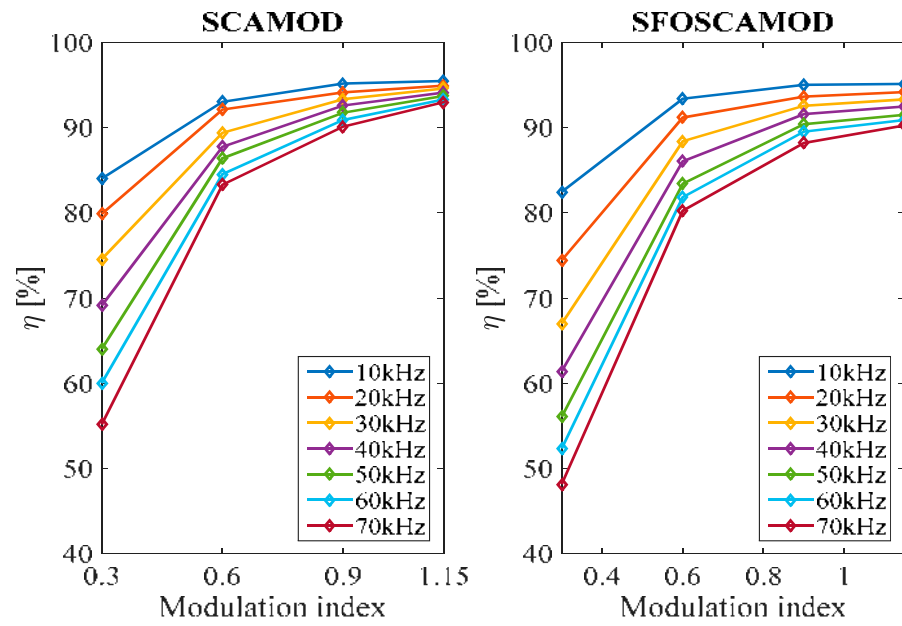 SCAMOD
100
90
80
70
60
50
40
η [%]
0.3 0.6 0.9 1.15
Modulation index
10kHz
20kHz
30kHz
40kHz
50kHz
60kHz
70kHz
SFOSCAMOD
100
90
80
70
60
50
40
η [%]
0.4 0.6 0.8 1
Modulation index
10kHz
20kHz
30kHz
40kHz
50kHz
60kHz
70kHz